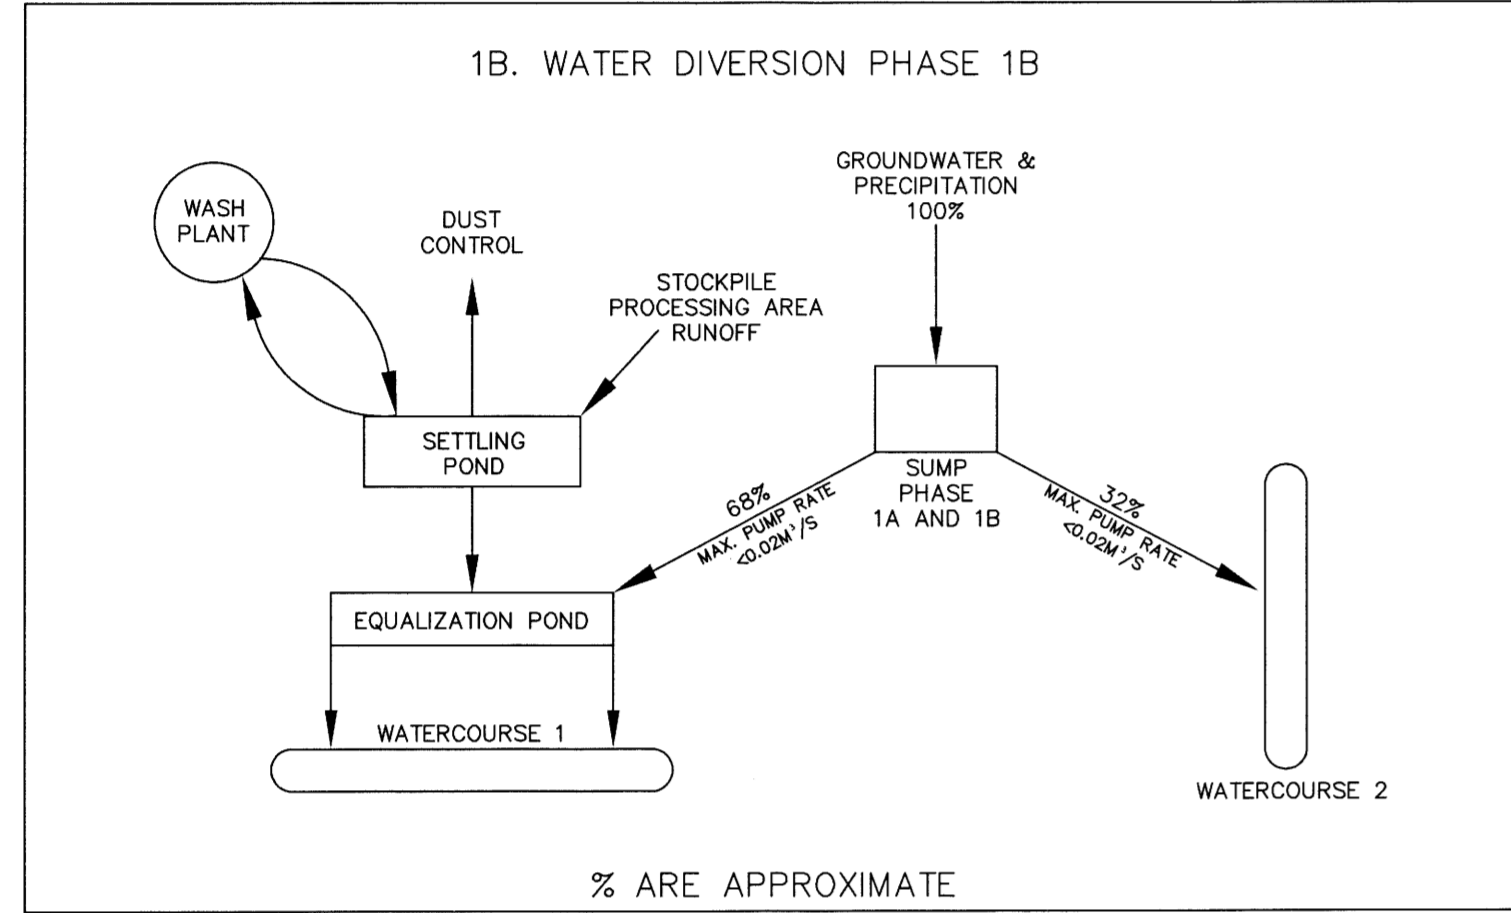 1B. WATER DIVERSION PHASE 1B
WASH
PLANT
DUST
CONTROL
STOCKPILE
PROCESSING AREA
RUNOFF
GROUNDWATER &
PRECIPITATION
100%
SETTLING
POND
SUMP
PHASE
1A AND 1B
68%
MAX. PUMP RATE
<0.02M³/S
32%
MAX. PUMP RATE
<0.02M³/S
EQUALIZATION POND
WATERCOURSE 1
WATERCOURSE 2
% ARE APPROXIMATE